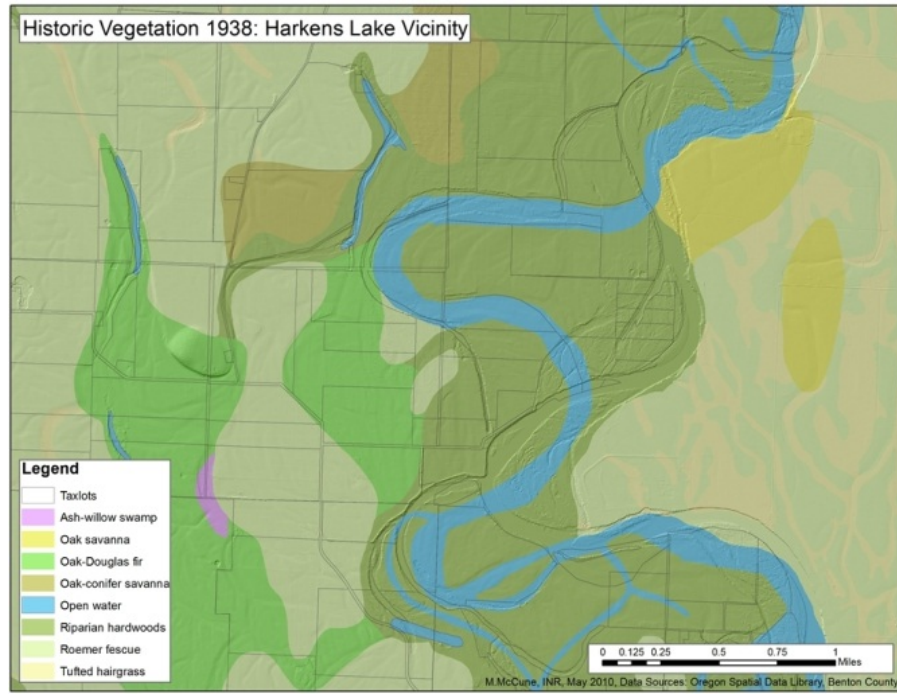 Historic Vegetation 1938: Harkens Lake Vicinity
Legend
Taxlots
Ash-willow swamp
Oak savanna
Oak-Douglas fir
Oak-conifer savanna
Open water
Riparian hardwoods
Roemer fescue
Tufted hairgrass
0 0.125 0.25 0.5 0.75 1
Miles
M.McCune, INR, May 2010, Data Sources: Oregon Spatial Data Library, Benton County